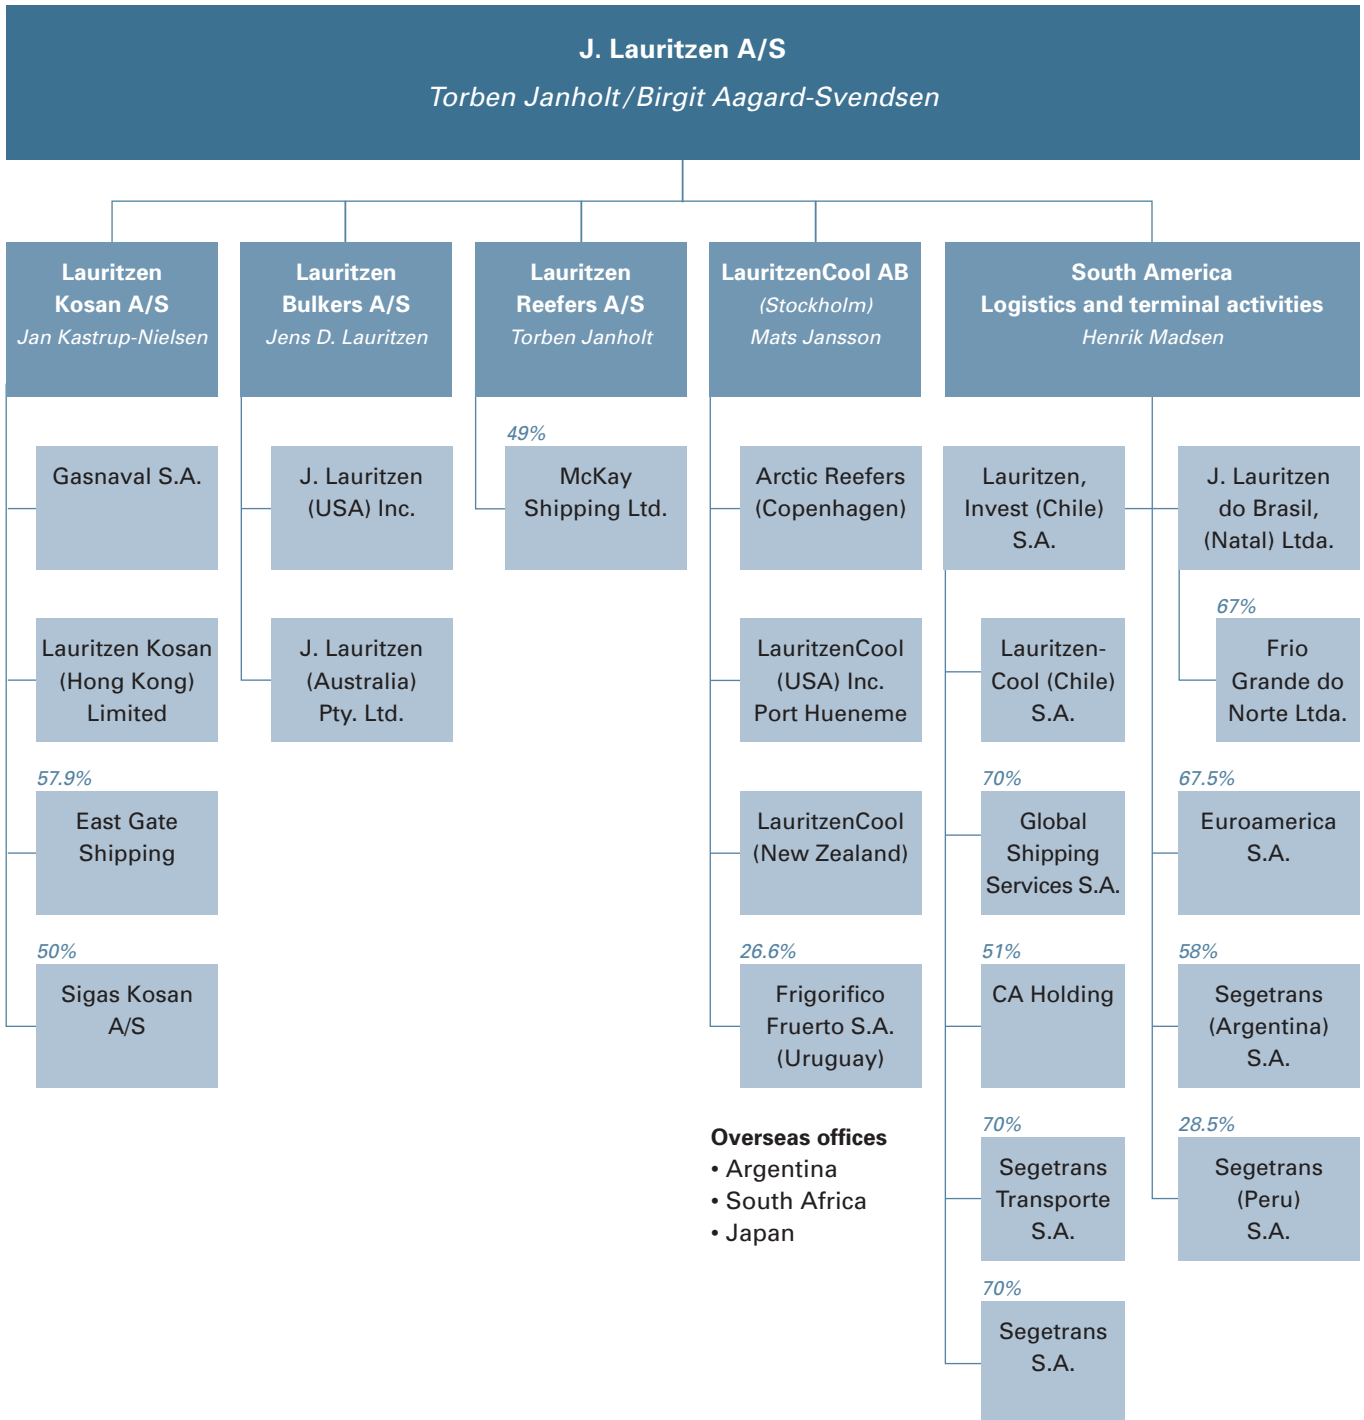 J. Lauritzen A/S
Torben Janholt/Birgit Aagard-Svendsen
Lauritzen
Kosan A/S
Jan Kastrup-Nielsen
Lauritzen
Bulkers A/S
Jens D. Lauritzen
Lauritzen
Reefers A/S
Torben Janholt
LauritzenCool AB
(Stockholm)
Mats Jansson
South America
Logistics and terminal activities
Henrik Madsen
Gasnaval S.A.
Lauritzen Kosan
(Hong Kong)
Limited
57.9%
East Gate
Shipping
50%
Sigas Kosan
A/S
J. Lauritzen
(USA) Inc.
J. Lauritzen
(Australia)
Pty. Ltd.
49%
McKay
Shipping Ltd.
Arctic Reefers
(Copenhagen)
LauritzenCool
(USA) Inc.
Port Hueneme
LauritzenCool
(New Zealand)
26.6%
Frigorifico
Fruerto S.A.
(Uruguay)
Overseas offices
• Argentina
• South Africa
• Japan
Lauritzen,
Invest (Chile)
S.A.
Lauritzen-
Cool (Chile)
S.A.
70%
Global
Shipping
Services S.A.
51%
CA Holding
70%
Segetrans
Transporte
S.A.
70%
Segetrans
S.A.
J. Lauritzen
do Brasil,
(Natal) Ltda.
67%
Frio
Grande do
Norte Ltda.
67.5%
Euroamerica
S.A.
58%
Segetrans
(Argentina)
S.A.
28.5%
Segetrans
(Peru)
S.A.